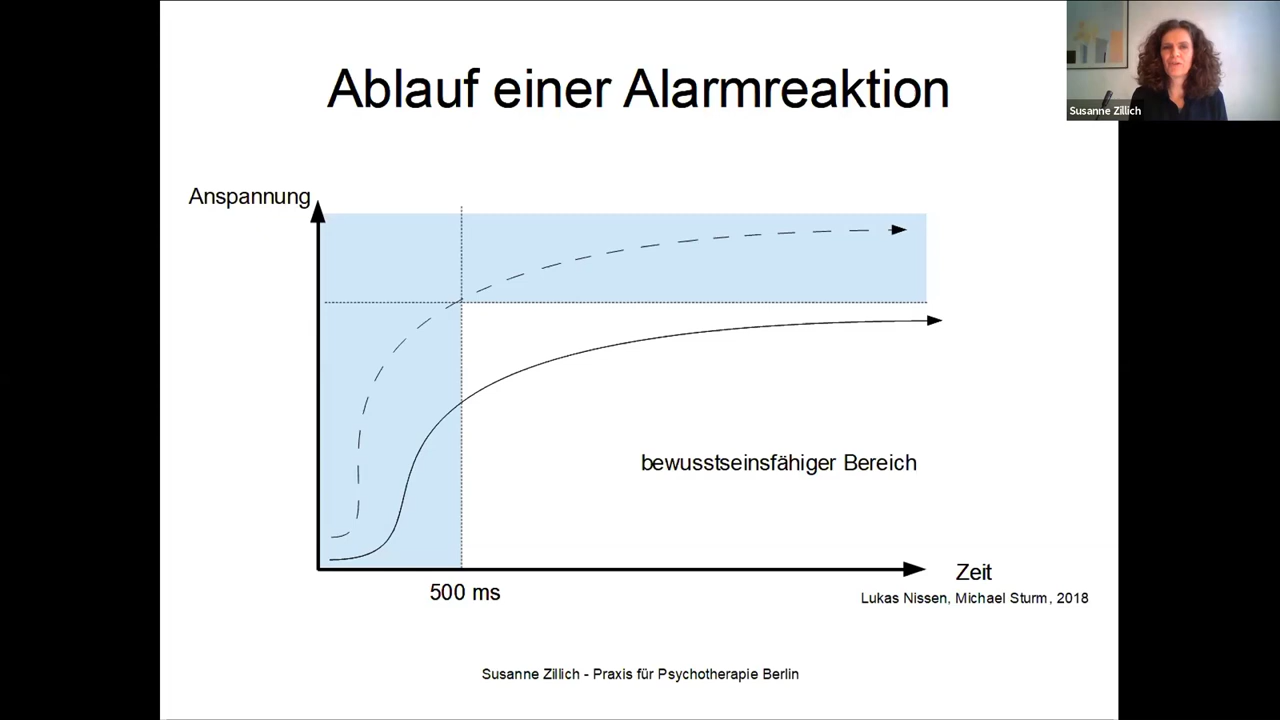 Ablauf einer Alarmreaktion
Susanne Zillich
Anspannung
bewusstseinsfähiger Bereich
500 ms
Zeit
Lukas Nissen, Michael Sturm, 2018
Susanne Zillich - Praxis für Psychotherapie Berlin